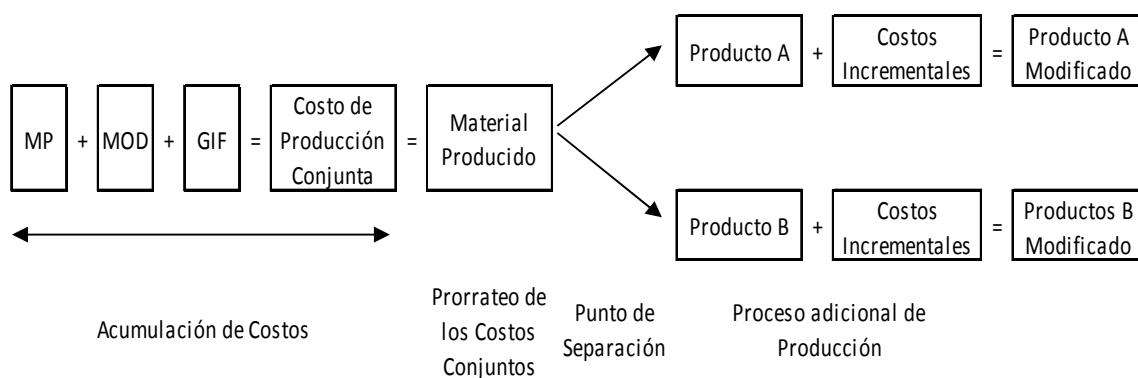 Producto A
+
Costos
Incrementales
=
Producto A
Modificado
MP + MOD + GIF =
Costo de
Producción
Conjunta
=
Material
Producido
Producto B
+
Costos
Incrementales
=
Productos B
Modificado
Acumulación de Costos
Prorrateo de
los Costos
Conjuntos
Punto de
Separación
Proceso adicional de
Producción